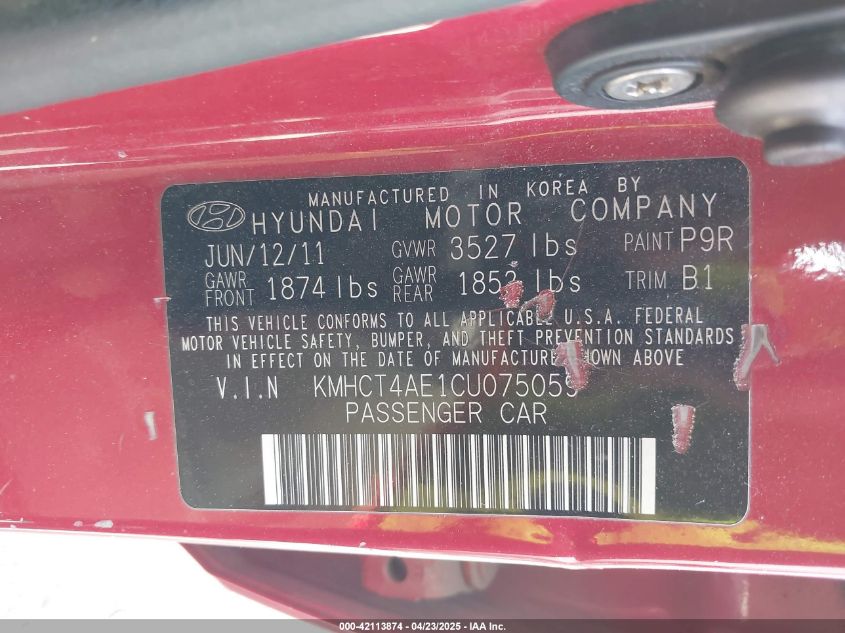 MANUFACTURED IN KOREA BY
HYUNDAI MOTOR COMPANY
JUN/12/11 GVWR 3527 lbs PAINT P9R
GAWR FRONT 1874 lbs GAWR REAR lbs TRIM B1
THIS VEHICLE CONFORMS TO ALL APPLICABLE U.S.A. FEDERAL
MOTOR VEHICLE SAFETY, BUMPER, AND THEFT PREVENTION STANDARDS
IN EFFECT ON THE DATE OF MANUFACTURE SHOWN ABOVE
V.I.N KMHCT4AE1CU075059
PASSENGER CAR
000-42113874 - 04/23/2025 - IAA Inc.